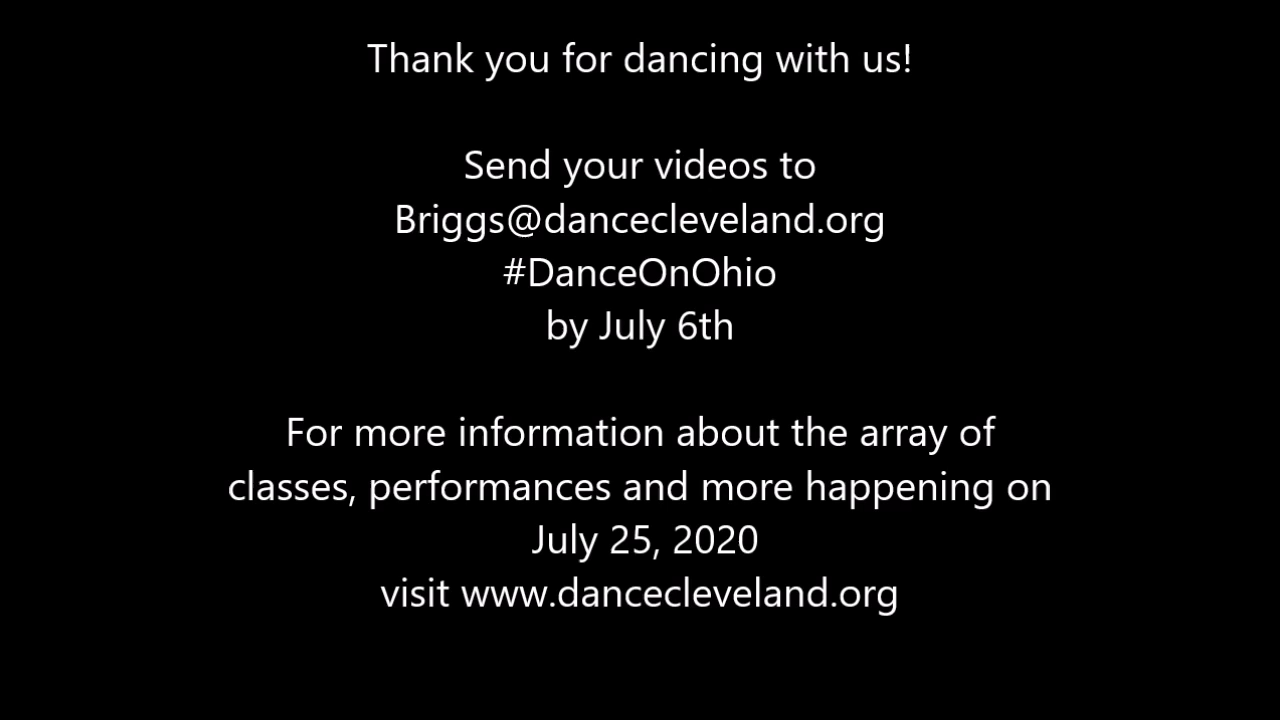 Thank you for dancing with us!
Send your videos to
Briggs@dancecleveland.org
#DanceOnOhio
by July 6th
For more information about the array of
classes, performances and more happening on
July 25, 2020
visit www.dancecleveland.org